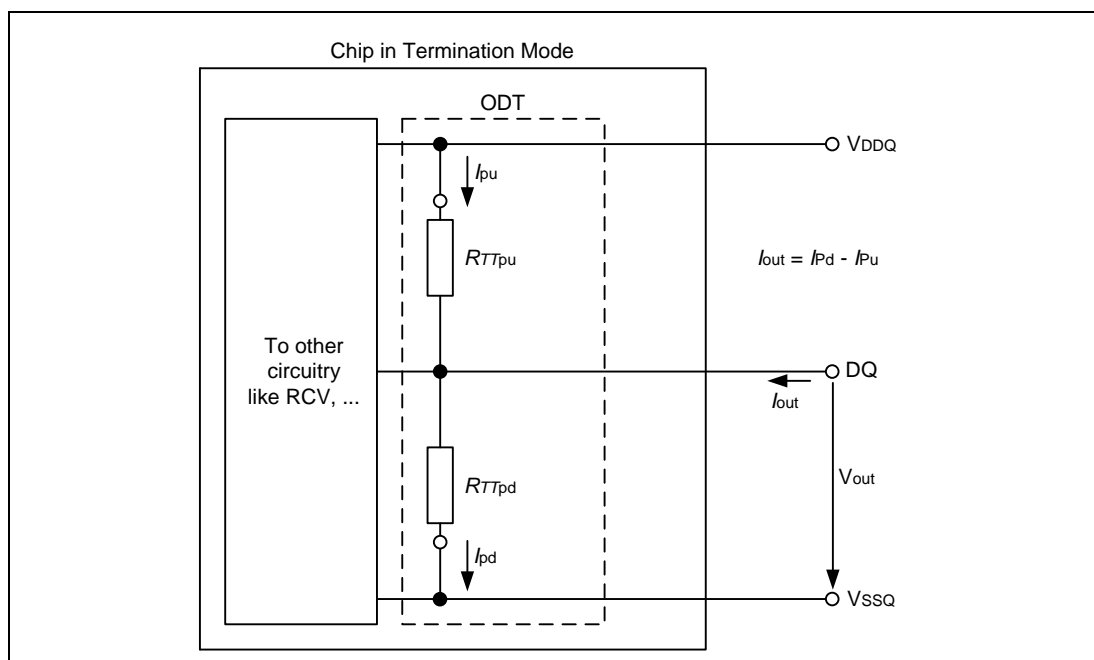 Chip in Termination Mode
ODT
VDDQ
Ipu
RTTpu
Iout = IPd - IPu
To other
circuitry
like RCV, ...
DQ
Iout
RTTpd
Vout
Ipd
VSSQ